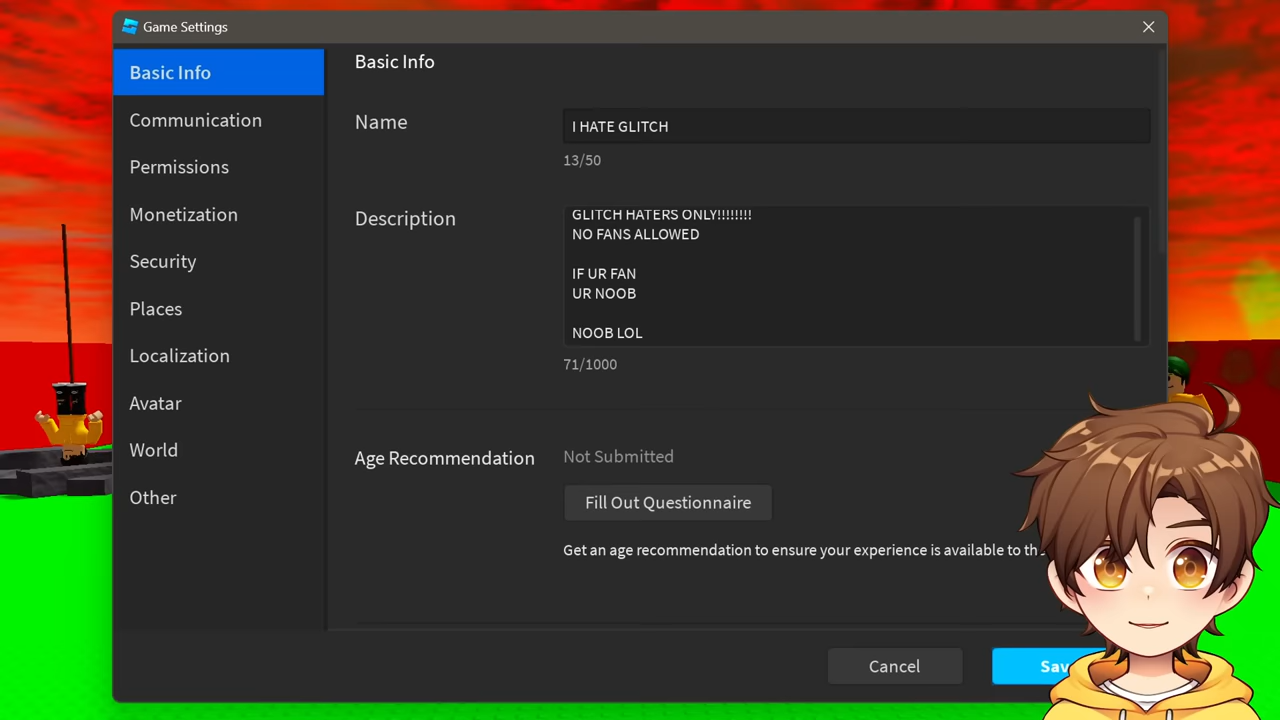 Game Settings
Basic Info
Communication
Permissions
Monetization
Security
Places
Localization
Avatar
World
Other
Basic Info
Name
I HATE GLITCH
13/50
Description
GLITCH HATERS ONLY!!!!!!!!
NO FANS ALLOWED
IF UR FAN
UR NOOB
NOOB LOL
71/1000
Age Recommendation
Not Submitted
Fill Out Questionnaire
Get an age recommendation to ensure your experience is available to
Cancel